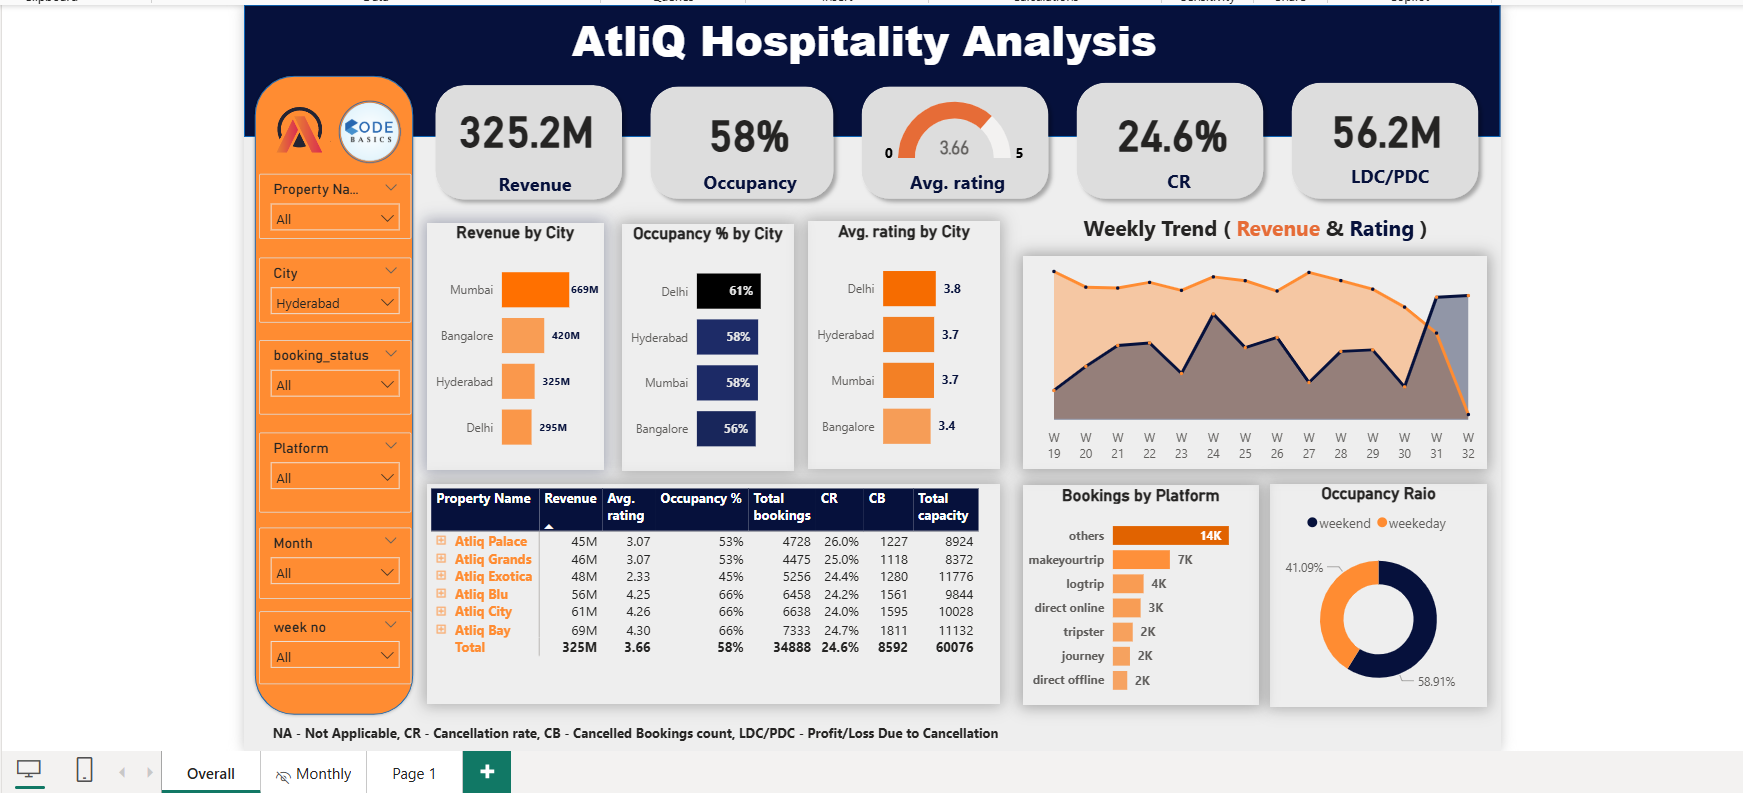 AtliQ Hospitality Analysis
CODE
BASICS
325.2M
Revenue
58%
Occupancy
0
3.66
5
Avg. rating
24.6%
CR
56.2M
LDC/PDC
Property Na...
All
City
Hyderabad
booking_status
All
Platform
All
Month
All
week no
All
Revenue by City
Mumbai 669M
Bangalore 420M
Hyderabad 325M
Delhi 295M
Occupancy % by City
Delhi 61%
Hyderabad 58%
Mumbai 58%
Bangalore 56%
Avg. rating by City
Delhi 3.8
Hyderabad 3.7
Mumbai 3.7
Bangalore 3.4
Weekly Trend ( Revenue & Rating )
W W W W W W W W W W W W W W
19 20 21 22 23 24 25 26 27 28 29 30 31 32
Property Name Revenue Avg. Occupancy % Total CR CB Total
rating bookings capacity
Atliq Palace 45M 3.07 53% 4728 26.0% 1227 8924
Atliq Grands 46M 3.07 53% 4475 25.0% 1118 8372
Atliq Exotica 48M 2.33 45% 5256 24.4% 1280 11776
Atliq Blu 56M 4.25 66% 6458 24.2% 1561 9844
Atliq City 61M 4.26 66% 6638 24.0% 1595 10028
Atliq Bay 69M 4.30 66% 7333 24.7% 1811 11132
Total 325M 3.66 58% 34888 24.6% 8592 60076
Bookings by Platform
others 14K
makeyourtrip 7K
logtrip 4K
direct online 3K
tripster 2K
journey 2K
direct offline 2K
Occupancy Raio
weekend weekeday
41.09%
58.91%
NA - Not Applicable, CR - Cancellation rate, CB - Cancelled Bookings count, LDC/PDC - Profit/Loss Due to Cancellation
Overall
Monthly
Page 1